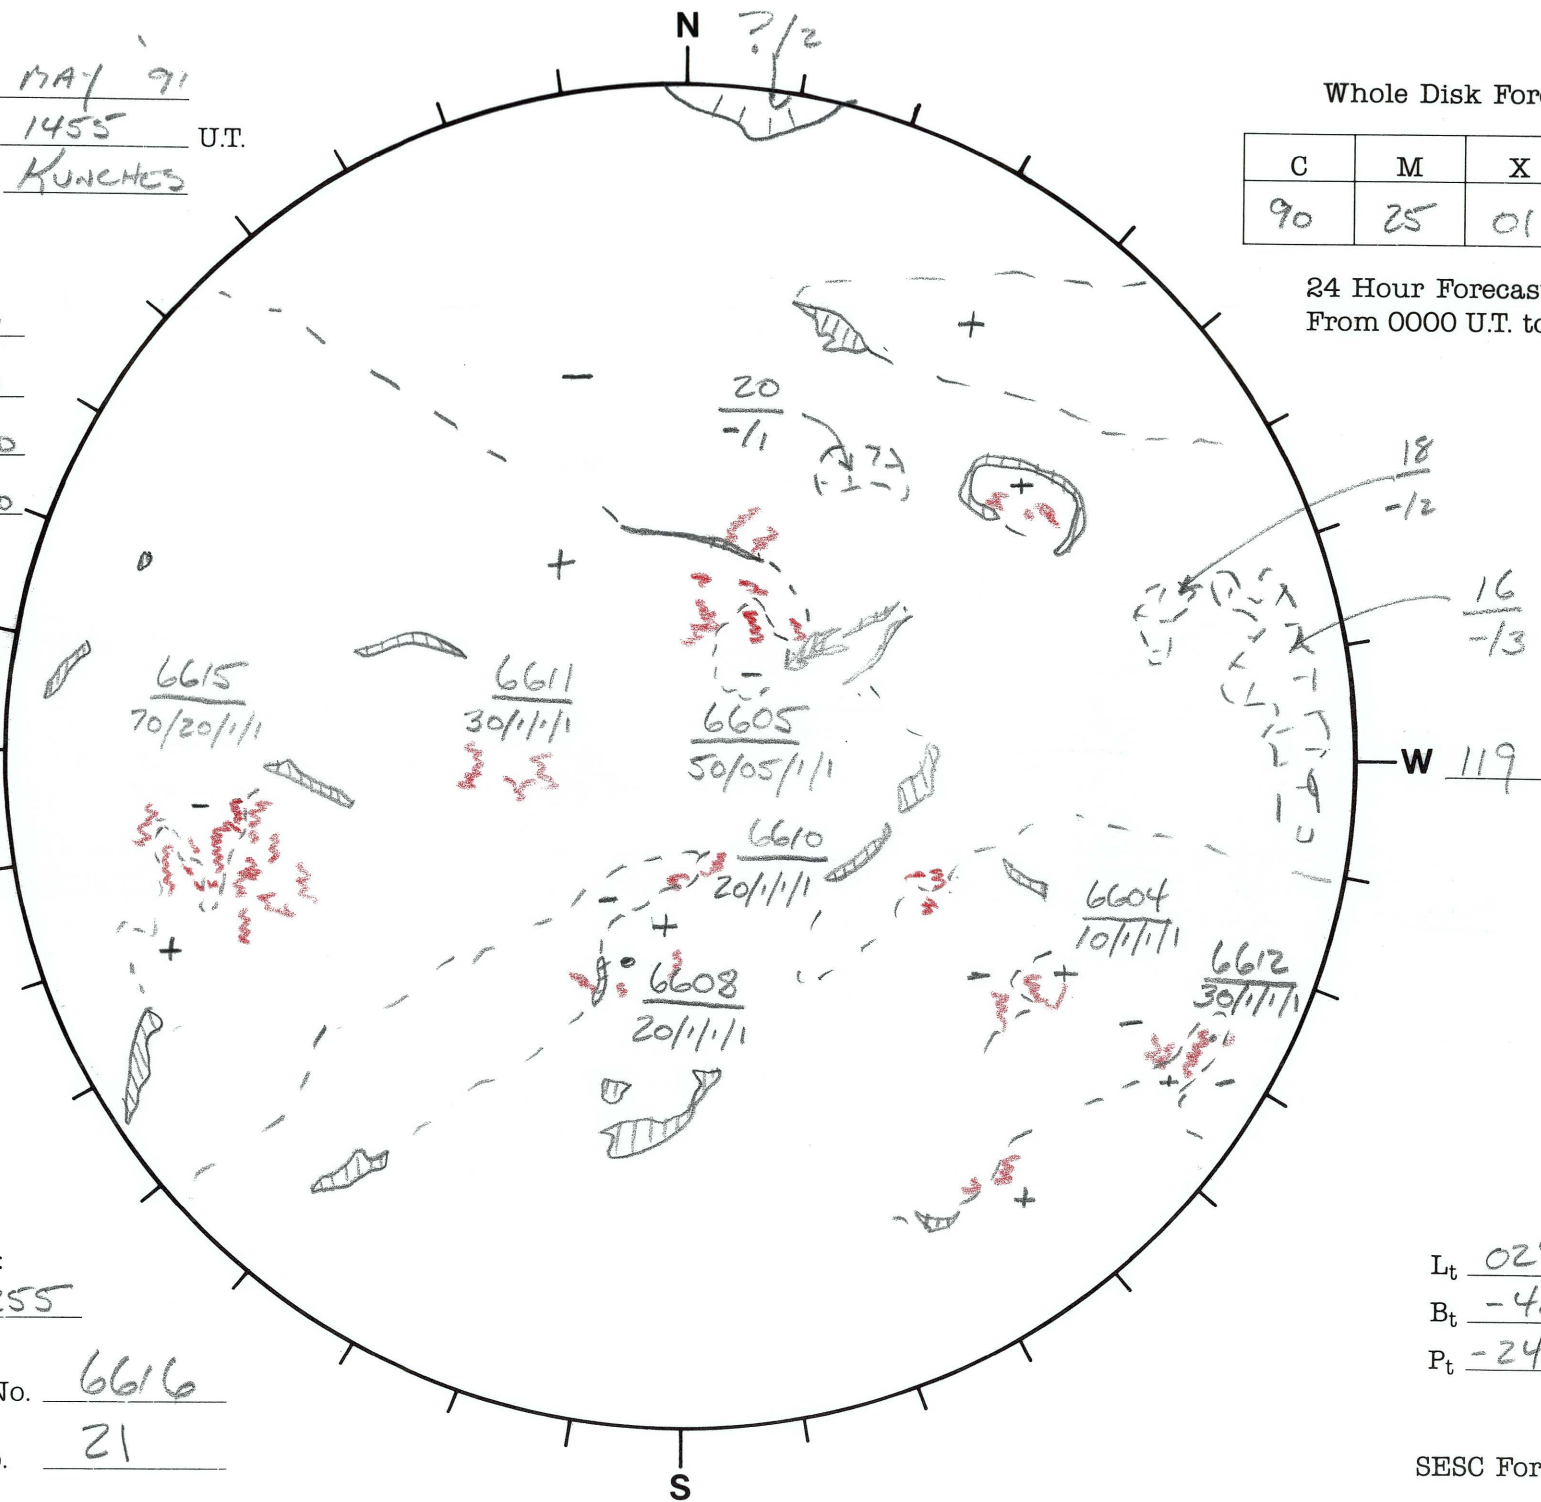 MAY '91
1455 U.T.
KUNCHES
N
?/2
Whole Disk For
C M X
90 25 01
24 Hour Forecas
From 0000 U.T. to
+
-
20
-/1
+
18
-/2
+
16
-/3
6615
70/20/1/1
6611
30/1/1/1
-
6605
50/05/1/1
W 119
-
6610
20/1/1/1
-
+
+
6604
10/1/1/1
6608
20/1/1/1
-
+
6612
30/1/1/1
-
+
-
+
255
Lt 02
Bt -4
Pt -24
No. 6616
21
S
SESC For